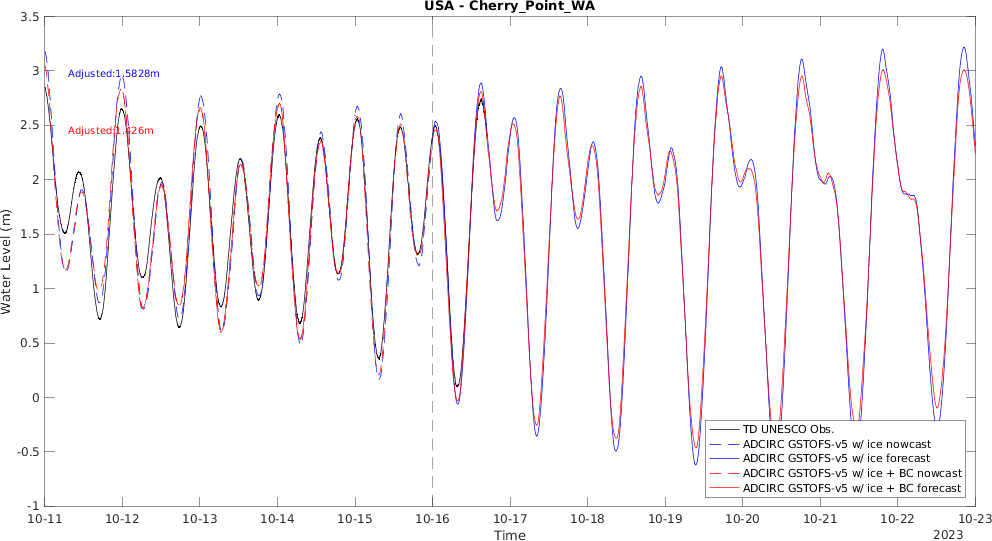 USA - Cherry_Point_WA
3.5
3
2.5
2
1.5
1
0.5
0
-0.5
-1
Water Level (m)
Adjusted:1.5828m
Adjusted:1.426m
TD UNESCO Obs.
ADCIRC GSTOFS-v5 w/ ice nowcast
ADCIRC GSTOFS-v5 w/ ice forecast
ADCIRC GSTOFS-v5 w/ ice + BC nowcast
ADCIRC GSTOFS-v5 w/ ice + BC forecast
10-11 10-12 10-13 10-14 10-15 10-16 10-17 10-18 10-19 10-20 10-21 10-22 10-23
Time
2023